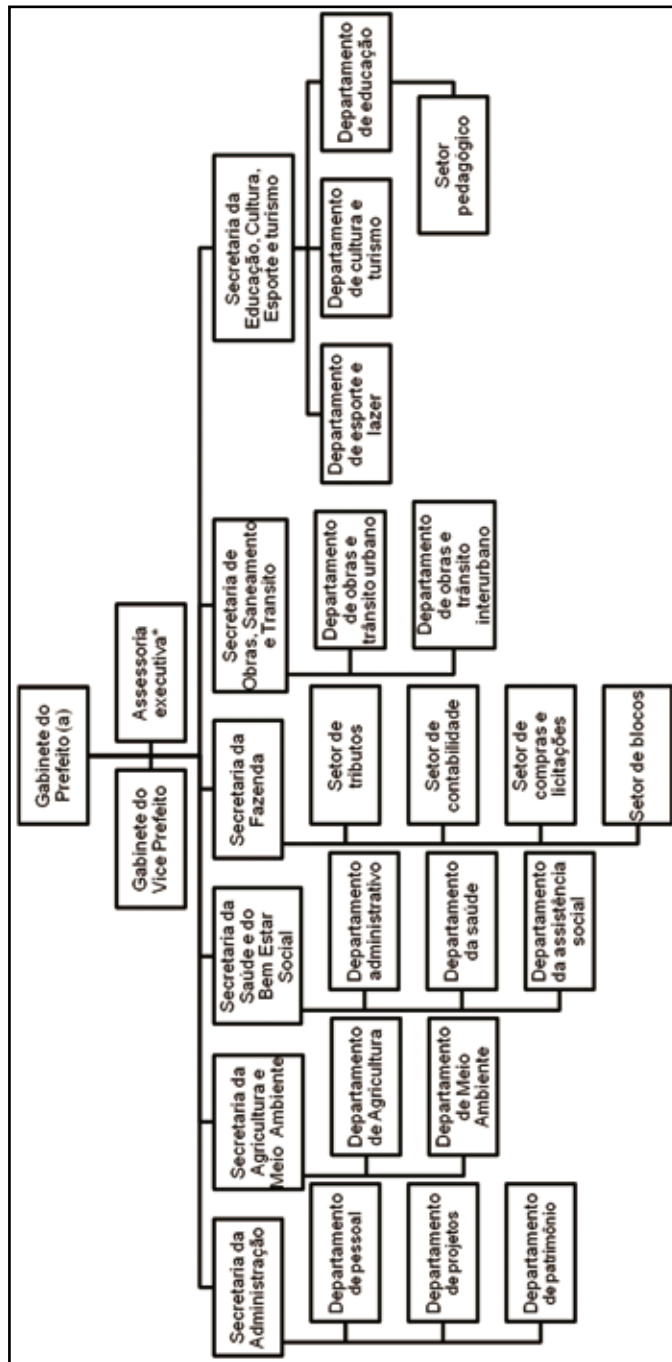 Gabinete do
Prefeito (a)
Gabinete do
Vice Prefeito
Assessoria
executiva*
Secretaria da
Administração
Departamento
de pessoal
Departamento
de projetos
Departamento
de patrimônio
Secretaria da
Agricultura e
Meio Ambiente
Departamento
de Agricultura
Departamento
de Meio
Ambiente
Secretaria da
Saúde e do
Bem Estar
Social
Departamento
administrativo
Departamento
da saúde
Departamento
da assistência
social
Secretaria da
Fazenda
Setor de
tributos
Setor de
contabilidade
Setor de
compras e
licitações
Setor de blocos
Secretaria de
Obras, Saneamento
e Transito
Departamento
de obras e
trânsito urbano
Departamento
de obras e
trânsito
interurbano
Secretaria da
Educação, Cultura,
Esporte e turismo
Departamento
de esporte e
lazer
Departamento
de cultura e
turismo
Departamento
de educação
Setor
pedagógico